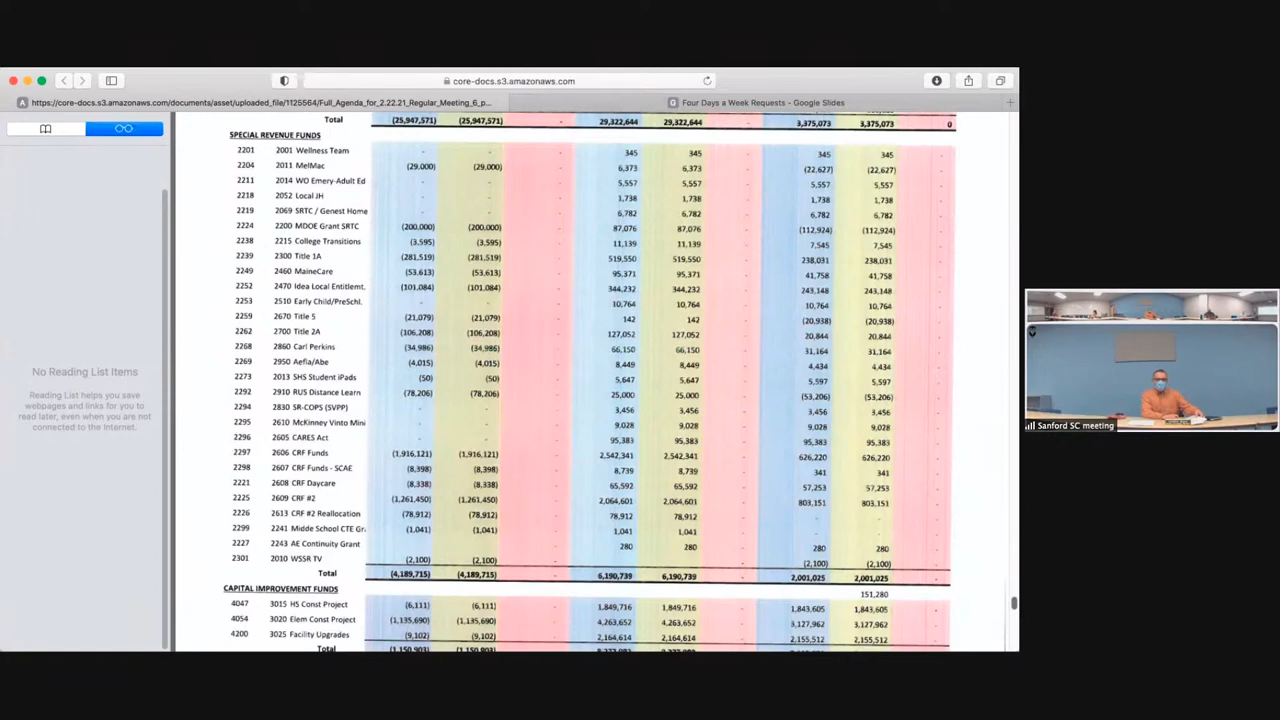 core-docs.s3.amazonaws.com
https://core-docs.s3.amazonaws.com/documents/asset/uploaded_file/1125564/Full_Agenda_for_2.22.21_Regular_Meeting_6_p...
Four Days a Week Requests - Google Slides
No Reading List Items
Reading List helps you save
webpages and links for you to
read later, even when you are not
connected to the Internet.
Total (25,947,571) (25,947,571) - 29,322,644 29,322,644 - 3,375,073 3,375,073 0
SPECIAL REVENUE FUNDS
2201 2001 Wellness Team - - - 345 345 - 345 345 -
2204 2011 MelMac (29,000) (29,000) - 6,373 6,373 - (22,627) (22,627) -
2211 2014 WO Emery-Adult Ed - - - 5,557 5,557 - 5,557 5,557 -
2218 2052 Local JH - - - 1,738 1,738 - 1,738 1,738 -
2219 2069 SRTC / Genest Home - - - 6,782 6,782 - 6,782 6,782 -
2224 2200 MDOE Grant SRTC (200,000) (200,000) - 87,076 87,076 - (112,924) (112,924) -
2238 2215 College Transitions (3,595) (3,595) - 11,139 11,139 - 7,545 7,545 -
2239 2300 Title 1A (281,519) (281,519) - 519,550 519,550 - 238,031 238,031 -
2249 2460 MaineCare (53,613) (53,613) - 95,371 95,371 - 41,758 41,758 -
2252 2470 Idea Local Entitlemt. (101,084) (101,084) - 344,232 344,232 - 243,148 243,148 -
2253 2510 Early Child/PreSchl. - - - 10,764 10,764 - 10,764 10,764 -
2259 2670 Title 5 (21,079) (21,079) - 142 142 - (20,938) (20,938) -
2262 2700 Title 2A (106,208) (106,208) - 127,052 127,052 - 20,844 20,844 -
2268 2860 Carl Perkins (34,986) (34,986) - 66,150 66,150 - 31,164 31,164 -
2269 2950 Aefla/Abe (4,015) (4,015) - 8,449 8,449 - 4,434 4,434 -
2273 2013 SHS Student iPads (50) (50) - 5,647 5,647 - 5,597 5,597 -
2292 2910 RUS Distance Learn (78,206) (78,206) - 25,000 25,000 - (53,206) (53,206) -
2294 2830 SR-COPS (SVPP) - - - 3,456 3,456 - 3,456 3,456 -
2295 2610 McKinney Vinto Mini - - - 9,028 9,028 - 9,028 9,028 -
2296 2605 CARES Act - - - 95,383 95,383 - 95,383 95,383 -
2297 2606 CRF Funds (1,916,121) (1,916,121) - 2,542,341 2,542,341 - 626,220 626,220 -
2298 2607 CRF Funds - SCAE (8,398) (8,398) - 8,739 8,739 - 341 341 -
2221 2608 CRF Daycare (8,338) (8,338) - 65,592 65,592 - 57,253 57,253 -
2225 2609 CRF #2 (1,261,450) (1,261,450) - 2,064,601 2,064,601 - 803,151 803,151 -
2226 2613 CRF #2 Reallocation (78,912) (78,912) - 78,912 78,912 - - - -
2299 2241 Midde School CTE Gr. (1,041) (1,041) - 1,041 1,041 - - - -
2227 2243 AE Continuity Grant - 280 280 - 280 280 -
2301 2010 WSSR TV (2,100) (2,100) - (2,100) (2,100) -
Total (4,189,715) (4,189,715) - 6,190,739 6,190,739 - 2,001,025 2,001,025 -
151,280
CAPITAL IMPROVEMENT FUNDS
4047 3015 HS Const Project (6,111) (6,111) - 1,849,716 1,849,716 - 1,843,605 1,843,605 -
4054 3020 Elem Const Project (1,135,690) (1,135,690) - 4,263,652 4,263,652 - 3,127,962 3,127,962 -
4200 3025 Facility Upgrades (9,102) (9,102) - 2,164,614 2,164,614 - 2,155,512 2,155,512 -
Total (1,150,903) (1,150,903)
Sanford SC meeting